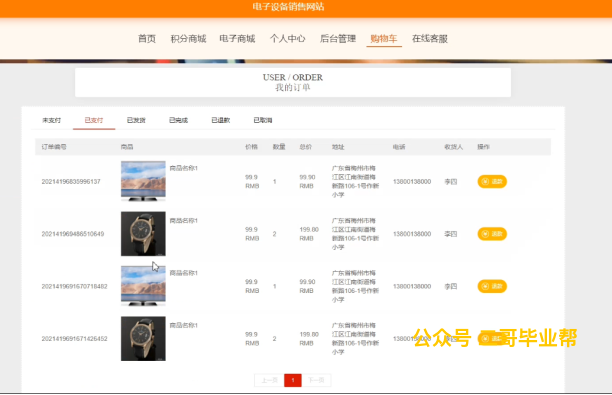 电子设备销售网站
首页 积分商城 电子商城 个人中心 后台管理 购物车 在线客服
USER / ORDER
我的订单
未支付 已支付 已发货 已完成 已退款 已取消
订单编号 商品 价格 数量 总价 地址 电话 收货人 操作
20214196835996137 商品名称1 99.9 RMB 1 99.90 RMB 广东省梅州市梅江区江南街道梅新路106-1号作新小学 13800138000 李四 退款
2021419689486510649 商品名称1 99.9 RMB 2 199.80 RMB 广东省梅州市梅江区江南街道梅新路106-1号作新小学 13800138000 李四 退款
2021419691670718482 商品名称1 99.9 RMB 1 99.90 RMB 广东省梅州市梅江区江南街道梅新路106-1号作新小学 13800138000 李四 退款
2021419691671426452 商品名称1 99.9 RMB 2 199.80 RMB 广东省梅州市梅江区江南街道梅新路106-1号作新小学 13800138000
公众号 二哥毕业帮
上一页 1 下一页